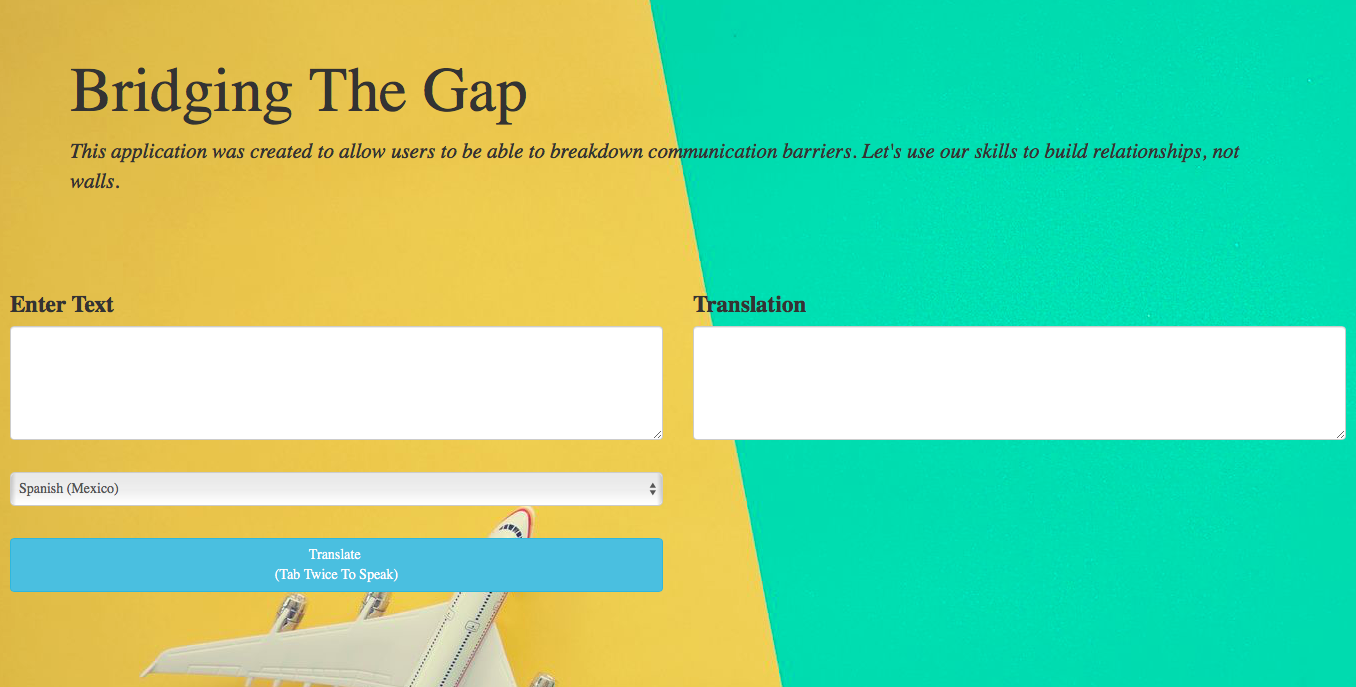 Bridging The Gap
This application was created to allow users to be able to breakdown communication barriers. Let's use our skills to build relationships, not
walls.
Enter Text
Translation
Spanish (Mexico)
Translate
(Tab Twice To Speak)